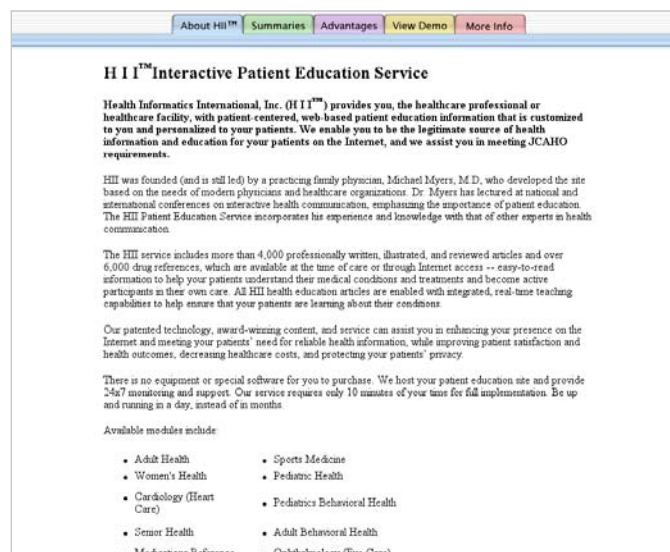 About HII™ Summaries Advantages View Demo More Info
H I I™Interactive Patient Education Service
Health Informatics International, Inc. (H I I™) provides you, the healthcare professional or
healthcare facility, with patient-centered, web-based patient education information that is customized
to you and personalized to your patients. We enable you to be the legitimate source of health
information and education for your patients on the Internet, and we assist you in meeting JCAHO
requirements.
HII was founded (and is still led) by a practicing family physician, Michael Myers, M.D, who developed the site
based on the needs of modern physicians and healthcare organizations. Dr. Myers has lectured at national and
international conferences on interactive health communication, emphasizing the importance of patient education.
The HII Patient Education Service incorporates his experience and knowledge with that of other experts in health
communication.
The HII service includes more than 4,000 professionally written, illustrated, and reviewed articles and over
6,000 drug references, which are available at the time of care or through Internet access -- easy-to-read
information to help your patients understand their medical conditions and treatments and become active
participants in their own care. All HII health education articles are enabled with integrated, real-time teaching
capabilities to help ensure that your patients are learning about their conditions.
Our patented technology, award-winning content, and service can assist you in enhancing your presence on the
Internet and meeting your patients' need for reliable health information, while improving patient satisfaction and
health outcomes, decreasing healthcare costs, and protecting your patients' privacy.
There is no equipment or special software for you to purchase. We host your patient education site and provide
24x7 monitoring and support. Our service requires only 10 minutes of your time for full implementation. Be up
and running in a day, instead of in months.
Available modules include:
• Adult Health • Sports Medicine
• Women's Health • Pediatric Health
• Cardiology (Heart
Care) • Pediatrics Behavioral Health
• Senior Health • Adult Behavioral Health
• Medications Reference • Ophthalmology (Eye Care)